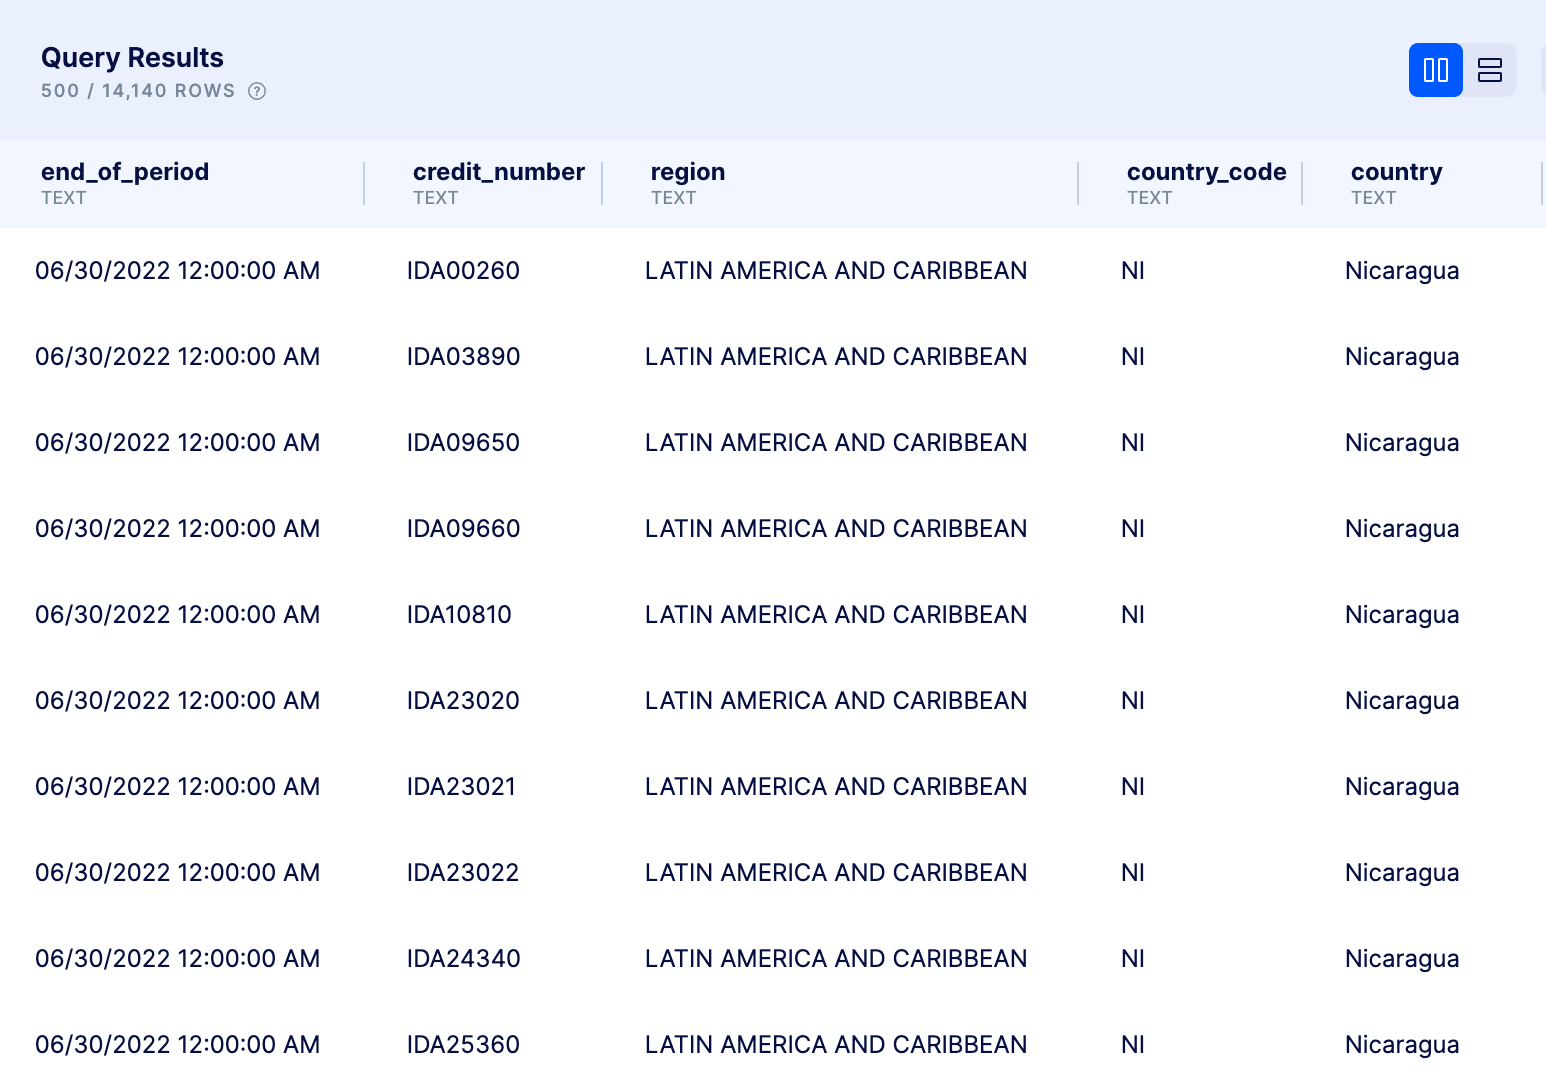 Query Results
500 / 14,140 ROWS ?
end_of_period credit_number region country_code country
TEXT TEXT TEXT TEXT TEXT
06/30/2022 12:00:00 AM IDA00260 LATIN AMERICA AND CARIBBEAN NI Nicaragua
06/30/2022 12:00:00 AM IDA03890 LATIN AMERICA AND CARIBBEAN NI Nicaragua
06/30/2022 12:00:00 AM IDA09650 LATIN AMERICA AND CARIBBEAN NI Nicaragua
06/30/2022 12:00:00 AM IDA09660 LATIN AMERICA AND CARIBBEAN NI Nicaragua
06/30/2022 12:00:00 AM IDA10810 LATIN AMERICA AND CARIBBEAN NI Nicaragua
06/30/2022 12:00:00 AM IDA23020 LATIN AMERICA AND CARIBBEAN NI Nicaragua
06/30/2022 12:00:00 AM IDA23021 LATIN AMERICA AND CARIBBEAN NI Nicaragua
06/30/2022 12:00:00 AM IDA23022 LATIN AMERICA AND CARIBBEAN NI Nicaragua
06/30/2022 12:00:00 AM IDA24340 LATIN AMERICA AND CARIBBEAN NI Nicaragua
06/30/2022 12:00:00 AM IDA25360 LATIN AMERICA AND CARIBBEAN NI Nicaragua